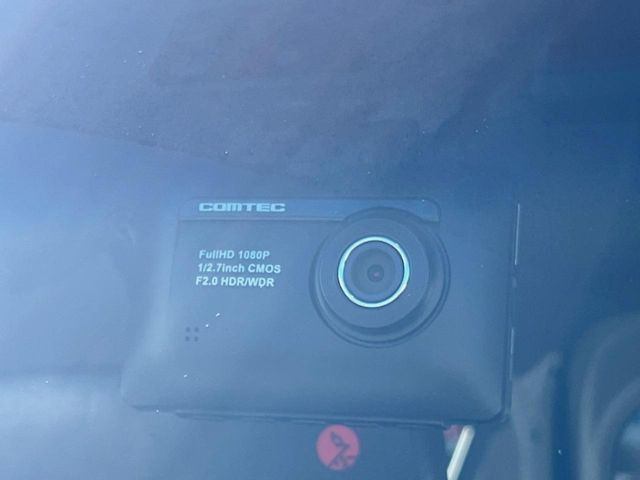 COMTEC
FullHD 1080P
1/2.7inch CMOS
F2.0 HDR/WDR